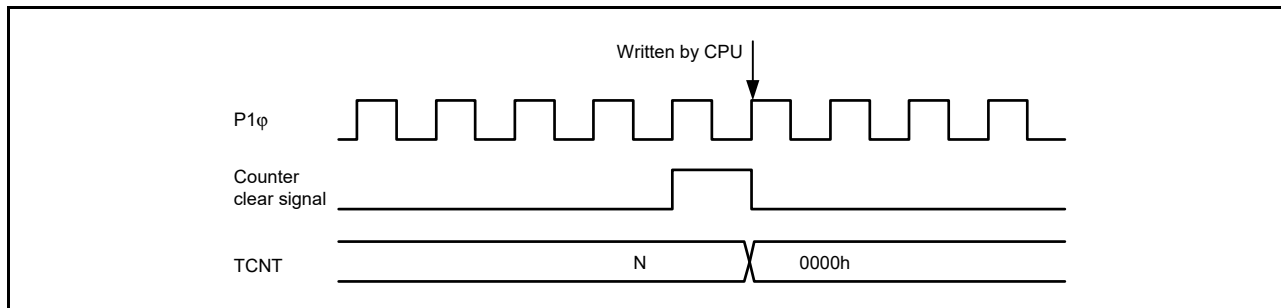 Written by CPU
P1φ
Counter
clear signal
TCNT
N
0000h